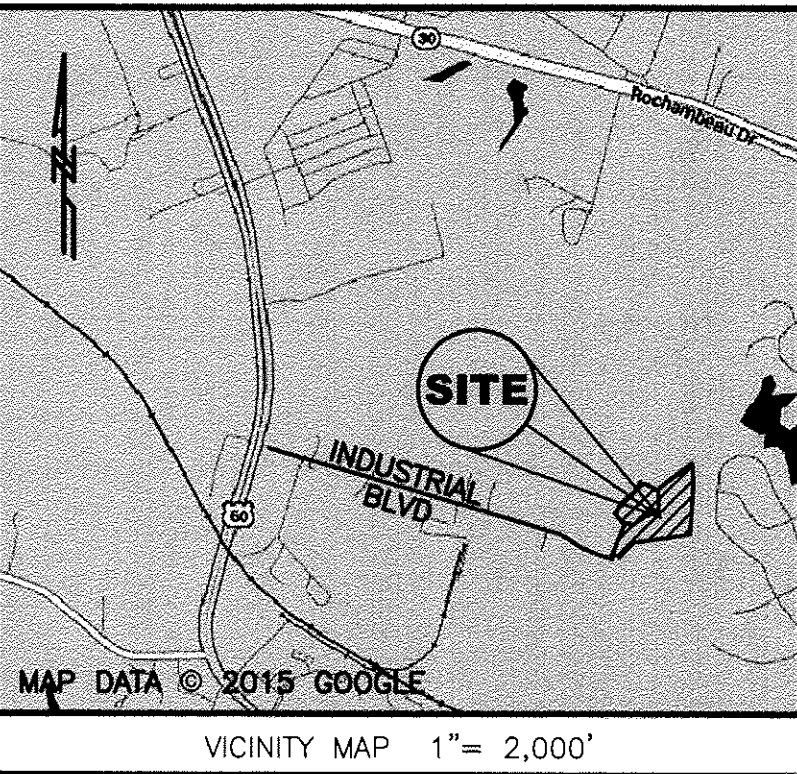 30
Rochambeau Dr
N
SITE
INDUSTRIAL
BLVD
60
MAP DATA © 2015 GOOGLE
VICINITY MAP 1"= 2,000'